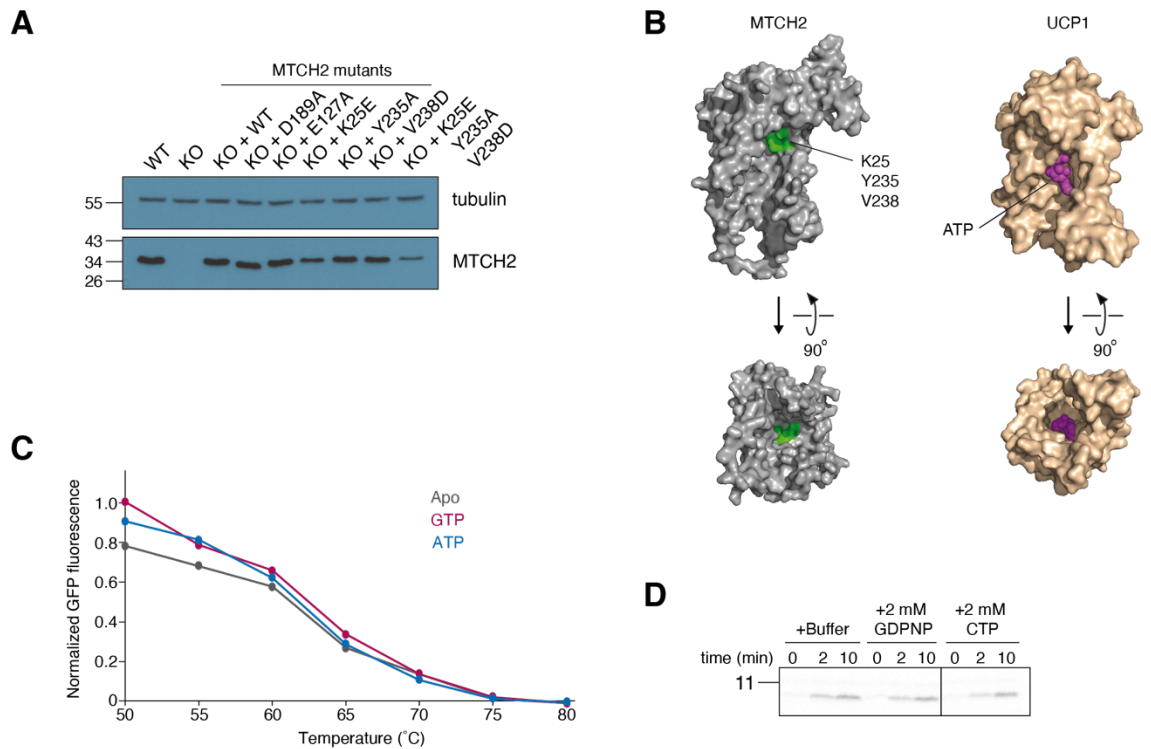 A
MTCH2 mutants
WT
KO
KO + WT
KO + D189A
KO + E127A
KO + K25E
KO + Y235A
KO + V238D
KO + K25E
Y235A
V238D
55
tubulin
43
34
26
MTCH2
B
MTCH2
UCP1
K25
Y235
V238
ATP
90°
90°
C
Normalized GFP fluorescence
1.0
0.8
0.6
0.4
0.2
0
Apo
GTP
ATP
50 55 60 65 70 75 80
Temperature (˚C)
D
+Buffer
+2 mM
GDPNP
+2 mM
CTP
time (min) 0 2 10 0 2 10 0 2 10
11